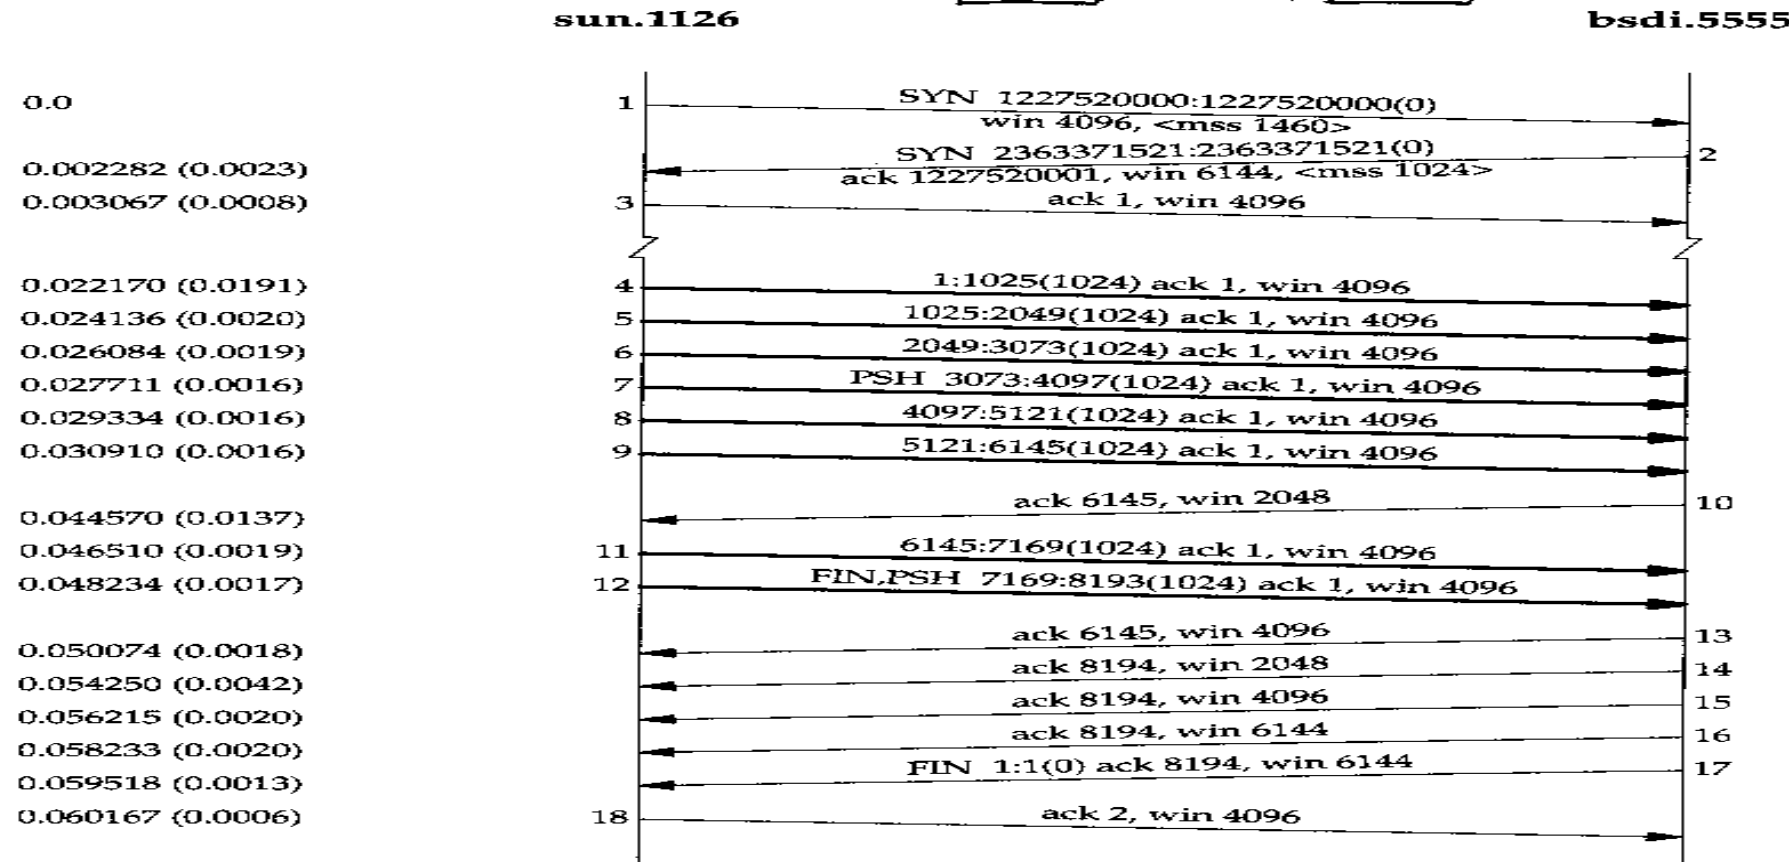 sun.1126 bsdi.5555
0.0 1 SYN 1227520000:1227520000(0)
win 4096, <mss 1460>
SYN 2363371521:2363371521(0) 2
0.002282 (0.0023) ack 1227520001, win 6144, <mss 1024>
0.003067 (0.0008) 3 ack 1, win 4096
0.022170 (0.0191) 4 1:1025(1024) ack 1, win 4096
0.024136 (0.0020) 5 1025:2049(1024) ack 1, win 4096
0.026084 (0.0019) 6 2049:3073(1024) ack 1, win 4096
0.027711 (0.0016) 7 PSH 3073:4097(1024) ack 1, win 4096
0.029334 (0.0016) 8 4097:5121(1024) ack 1, win 4096
0.030910 (0.0016) 9 5121:6145(1024) ack 1, win 4096
ack 6145, win 2048 10
0.044570 (0.0137)
0.046510 (0.0019) 11 6145:7169(1024) ack 1, win 4096
0.048234 (0.0017) 12 FIN,PSH 7169:8193(1024) ack 1, win 4096
ack 6145, win 4096 13
0.050074 (0.0018)
ack 8194, win 2048 14
0.054250 (0.0042)
ack 8194, win 4096 15
0.056215 (0.0020)
ack 8194, win 6144 16
0.058233 (0.0020)
FIN 1:1(0) ack 8194, win 6144 17
0.059518 (0.0013)
0.060167 (0.0006) 18 ack 2, win 4096